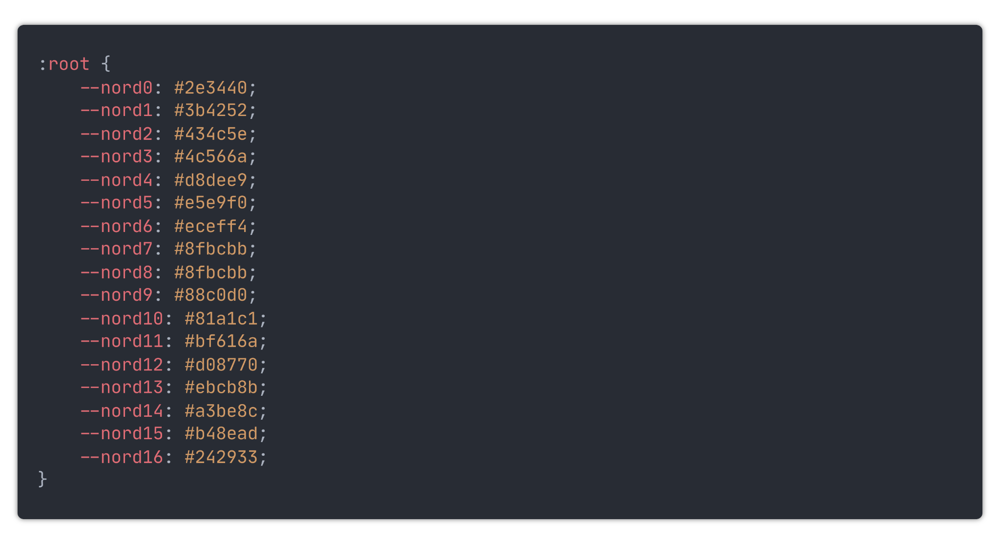 :root {
    --nord0: #2e3440;
    --nord1: #3b4252;
    --nord2: #434c5e;
    --nord3: #4c566a;
    --nord4: #d8dee9;
    --nord5: #e5e9f0;
    --nord6: #eceff4;
    --nord7: #8fbcbb;
    --nord8: #8fbcbb;
    --nord9: #88c0d0;
    --nord10: #81a1c1;
    --nord11: #bf616a;
    --nord12: #d08770;
    --nord13: #ebcb8b;
    --nord14: #a3be8c;
    --nord15: #b48ead;
    --nord16: #242933;
}